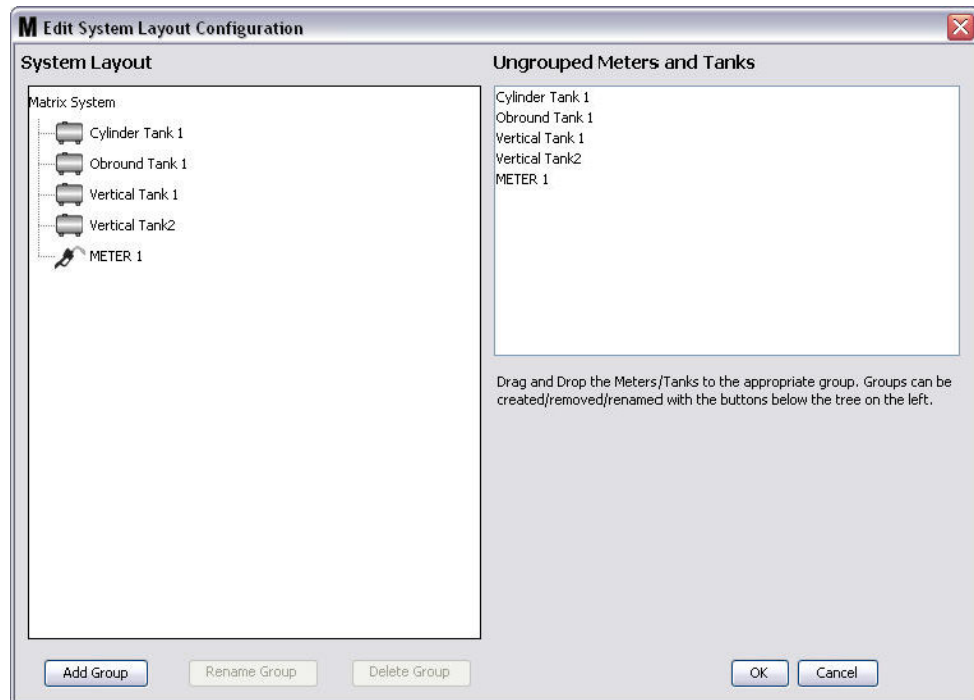 M Edit System Layout Configuration
System Layout
Matrix System
Cylinder Tank 1
Obround Tank 1
Vertical Tank 1
Vertical Tank2
METER 1
Ungrouped Meters and Tanks
Cylinder Tank 1
Obround Tank 1
Vertical Tank 1
Vertical Tank2
METER 1
Drag and Drop the Meters/Tanks to the appropriate group. Groups can be
created/removed/renamed with the buttons below the tree on the left.
Add Group
Rename Group
Delete Group
OK
Cancel